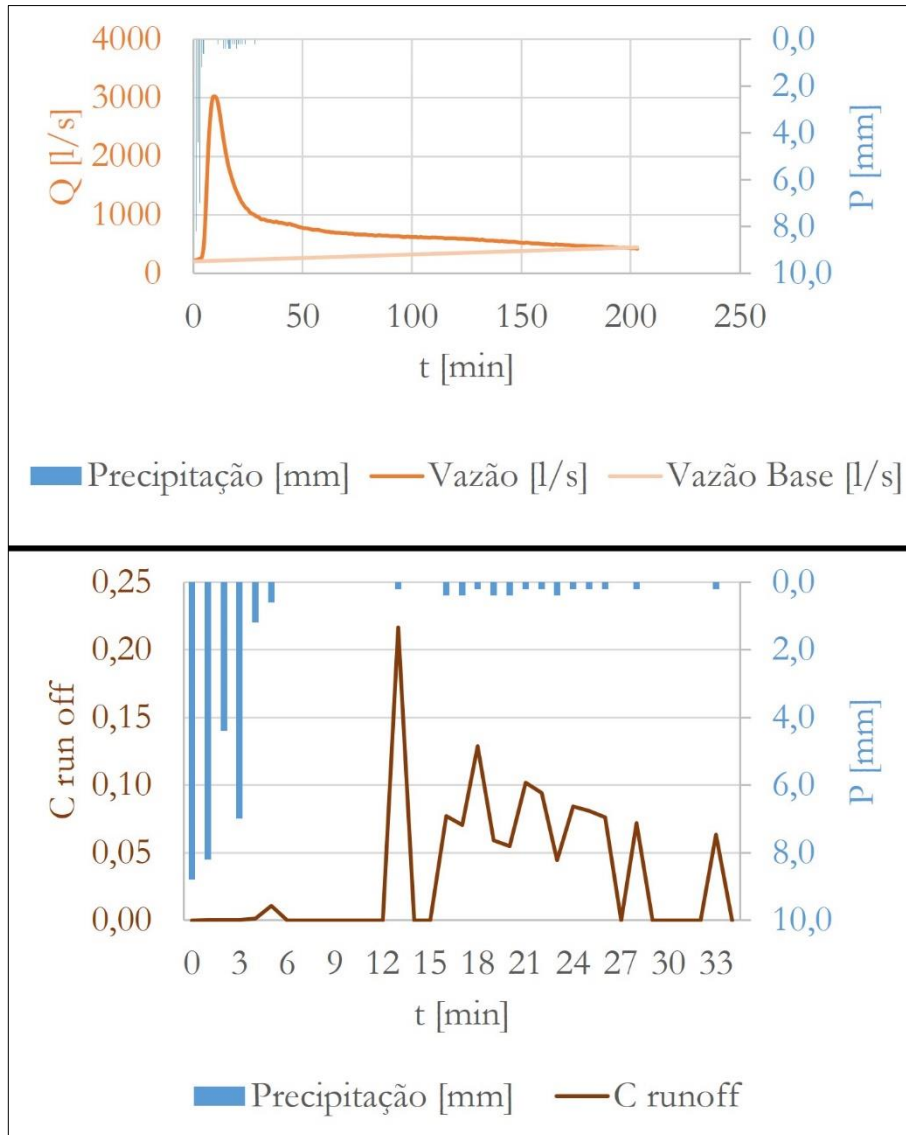 4000
3000
2000
1000
0
Q [l/s]
0,0
2,0
4,0
6,0
8,0
10,0
P [mm]
0 50 100 150 200 250
t [min]
Precipitação [mm] Vazão [l/s] Vazão Base [l/s]
0,25
0,20
0,15
0,10
0,05
0,00
C run off
0,0
2,0
4,0
6,0
8,0
10,0
P [mm]
0 3 6 9 12 15 18 21 24 27 30 33
t [min]
Precipitação [mm] C runoff